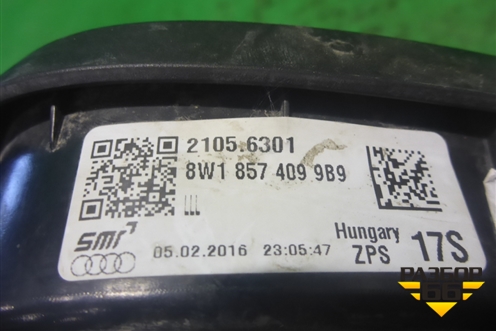 2105.6301
8W1 857 409 9B9
smr
05.02.2016 23:05:47
Hungary
ZPS
17S
РАЗБОР
66